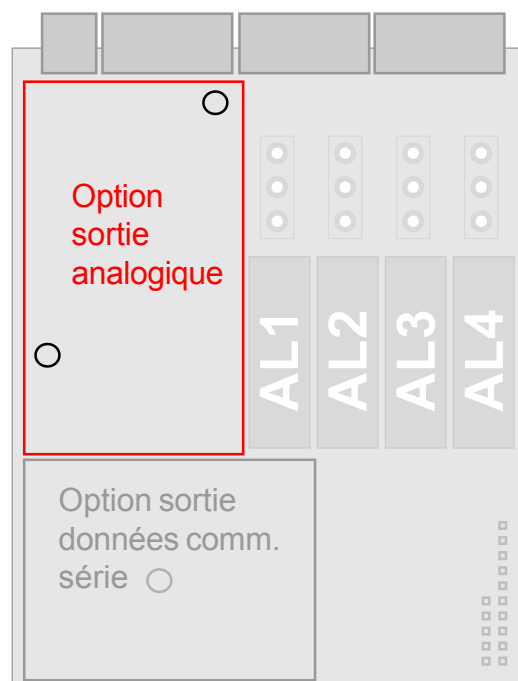 Option
sortie
analogique
AL1
AL2
AL3
AL4
Option sortie
données comm.
série